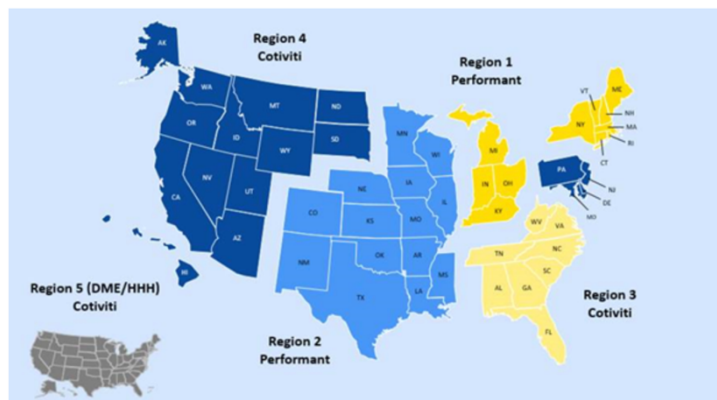 Region 4
Cotiviti
Region 1
Performant
AK
WA
MT
ND
OR
ID
SD
WY
NV
UT
CA
AZ
HI
MN
WI
IA
NE
IL
CO
KS
MO
NM
OK
AR
MS
TX
LA
MI
IN
OH
KY
VT
ME
NY
NH
MA
RI
CT
PA
NJ
DE
MD
WV
VA
TN
NC
SC
AL
GA
FL
Region 5 (DME/HHH)
Cotiviti
Region 2
Performant
Region 3
Cotiviti